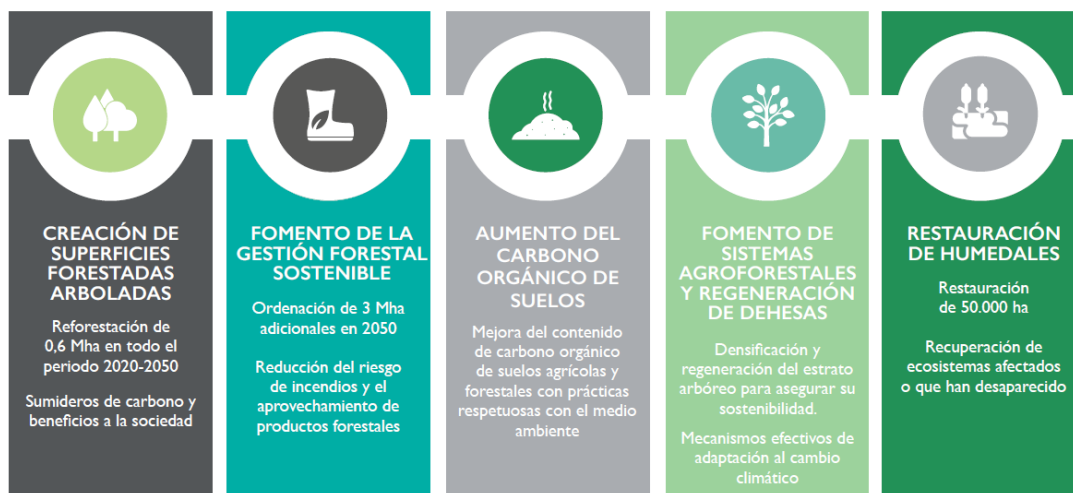 CREACIÓN DE
SUPERFICIES
FORESTADAS
ARBOLADAS
Reforestación de
0,6 Mha en todo el
periodo 2020-2050
Sumideros de carbono y
beneficios a la sociedad
FOMENTO DE LA
GESTIÓN FORESTAL
SOSTENIBLE
Ordenación de 3 Mha
adicionales en 2050
Reducción del riesgo
de incendios y el
aprovechamiento de
productos forestales
AUMENTO DEL
CARBONO
ORGÁNICO DE
SUELOS
Mejora del contenido
de carbono orgánico
de suelos agrícolas y
forestales con prácticas
respetuosas con el medio
ambiente
FOMENTO DE
SISTEMAS
AGROFORESTALES
Y REGENERACIÓN
DE DEHESAS
Densificación y
regeneración del estrato
arbóreo para asegurar su
sostenibilidad.
Mecanismos efectivos de
adaptación al cambio
climático
RESTAURACIÓN
DE HUMEDALES
Restauración
de 50.000 ha
Recuperación de
ecosistemas afectados
o que han desaparecido